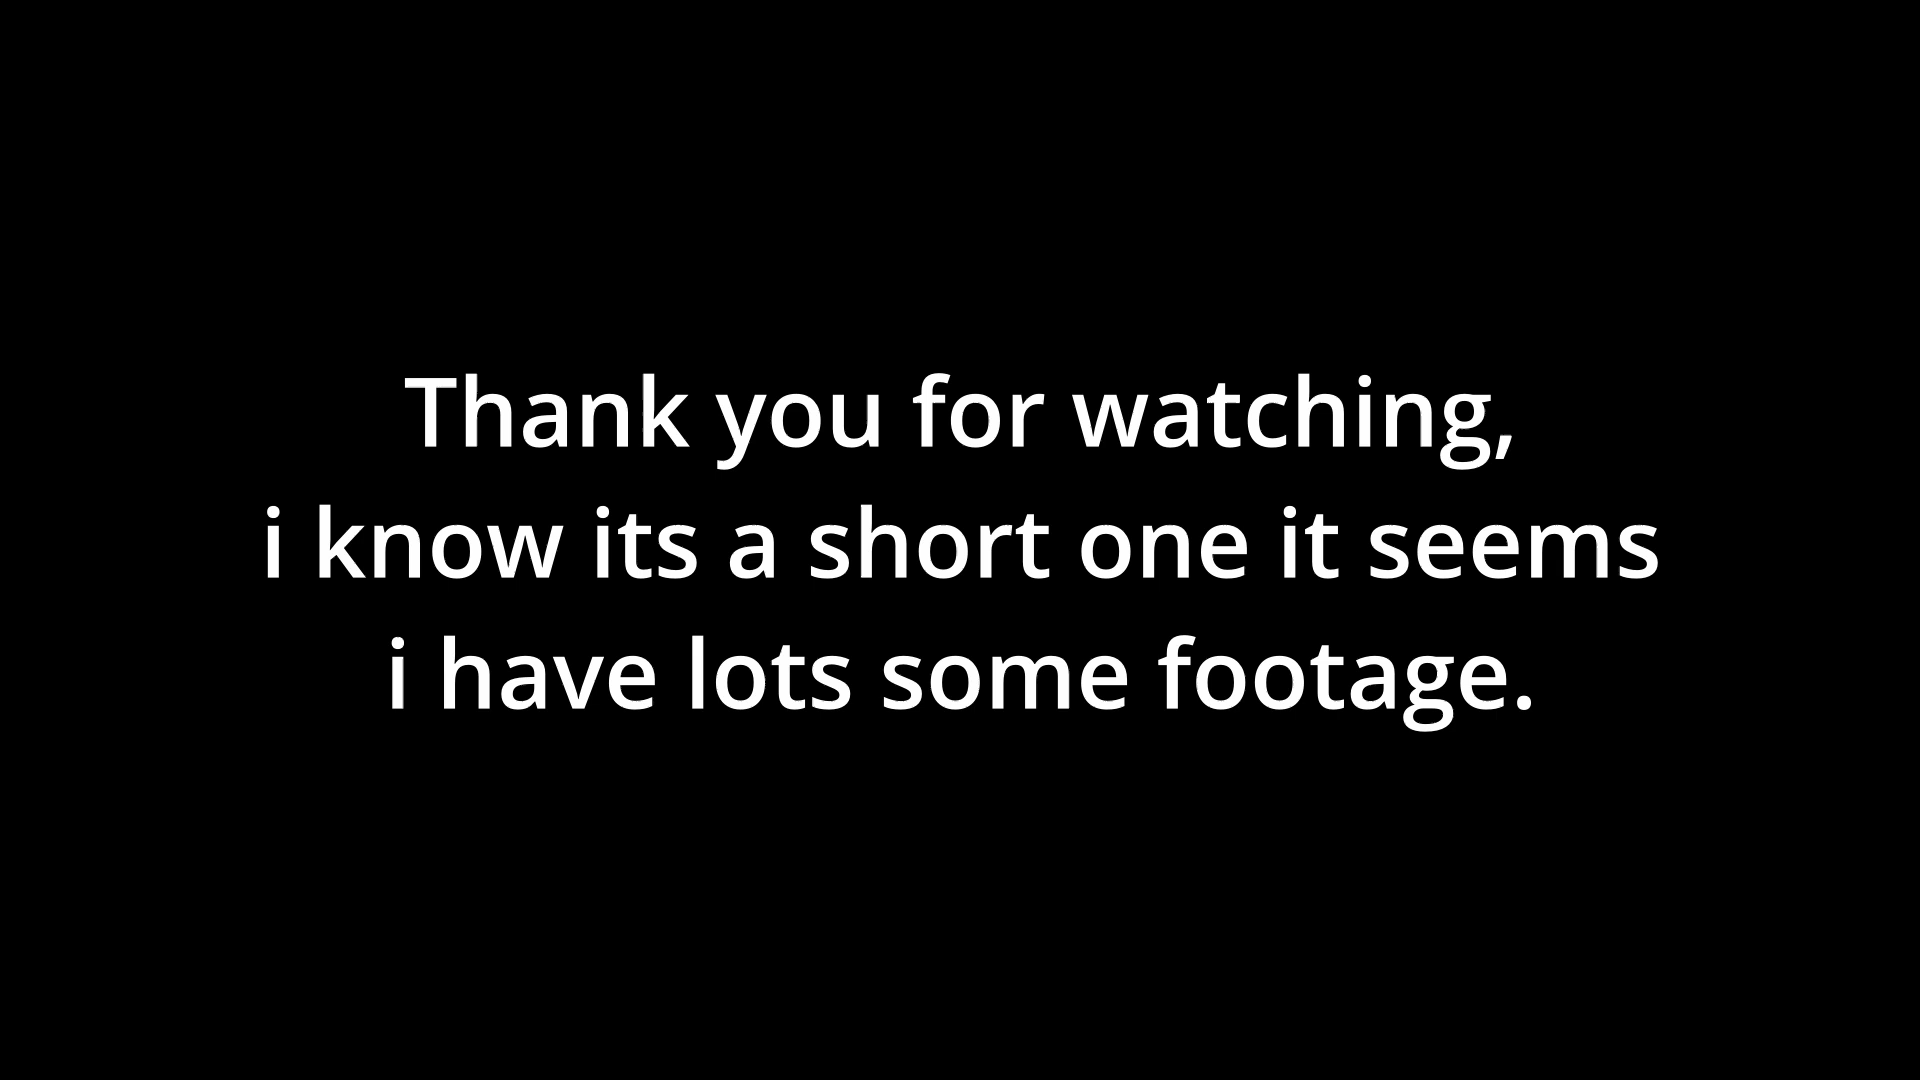 Thank you for watching,
i know its a short one it seems
i have lots some footage.